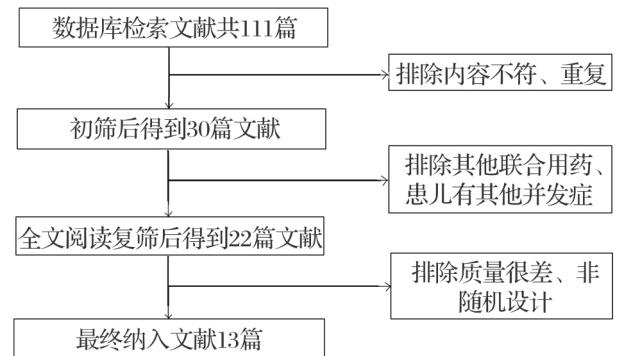 数据库检索文献共111篇
排除内容不符、重复
初筛后得到30篇文献
排除其他联合用药、
患儿有其他并发症
全文阅读复筛后得到22篇文献
排除质量很差、非
随机设计
最终纳入文献13篇